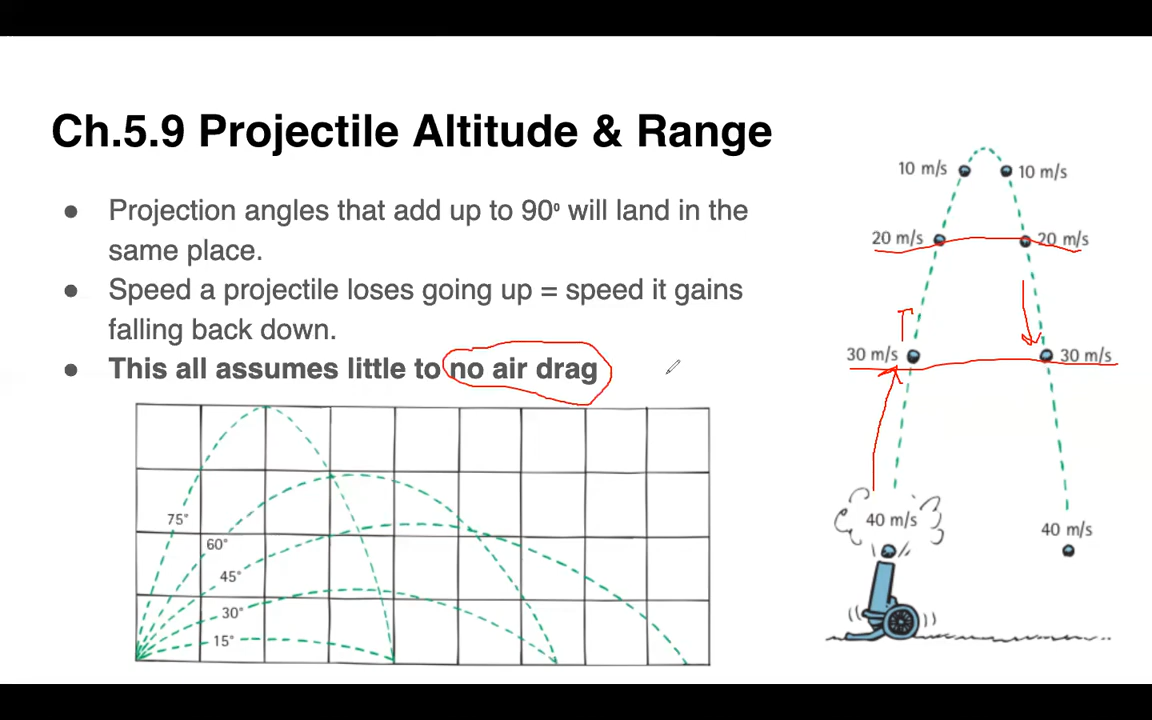 Ch.5.9 Projectile Altitude & Range
● Projection angles that add up to 90º will land in the
same place.
● Speed a projectile loses going up = speed it gains
falling back down.
● This all assumes little to no air drag
75°
60°
45°
30°
15°
10 m/s 10 m/s
20 m/s 20 m/s
30 m/s 30 m/s
40 m/s 40 m/s